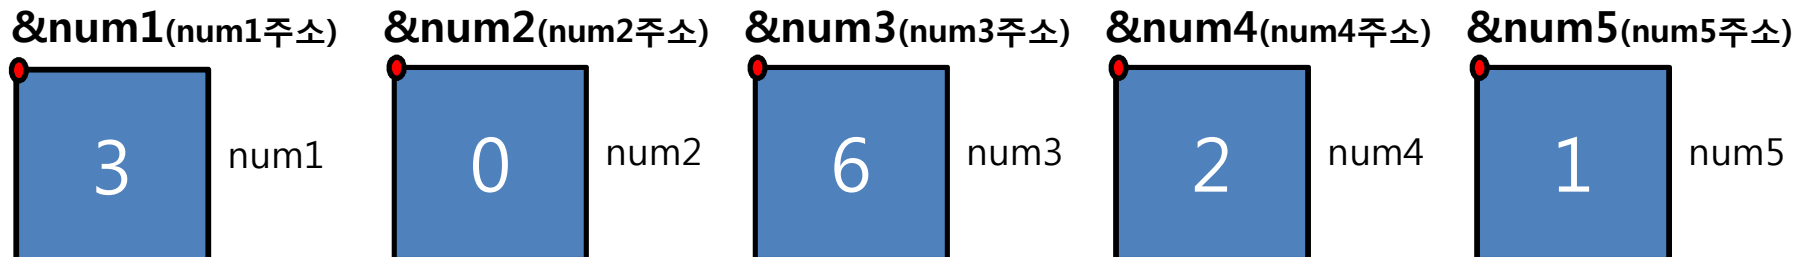 &num1(num1주소) &num2(num2주소) &num3(num3주소) &num4(num4주소) &num5(num5주소)
3 num1 0 num2 6 num3 2 num4 1 num5